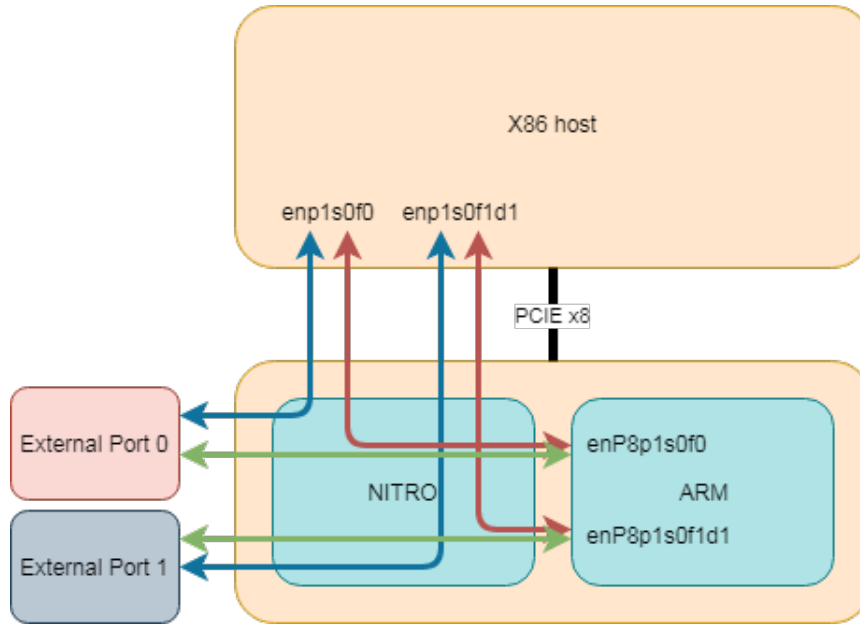 X86 host
enp1s0f0 enp1s0f1d1
PCIE x8
External Port 0
enP8p1s0f0
NITRO
ARM
enP8p1s0f1d1
External Port 1